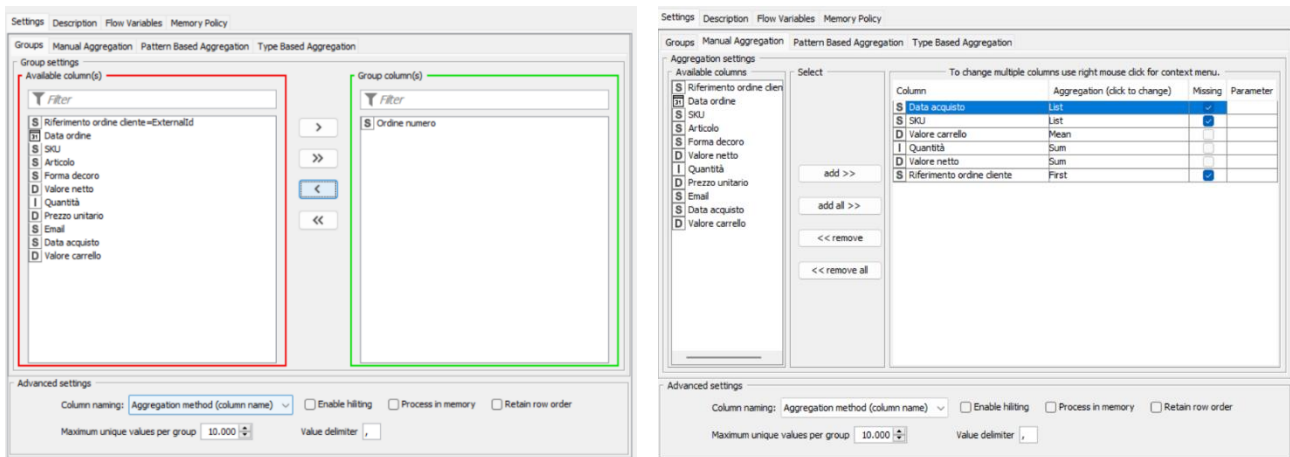 Settings Description Flow Variables Memory Policy
Groups Manual Aggregation Pattern Based Aggregation Type Based Aggregation
Group settings
Available column(s)
Filter
S Riferimento ordine cliente=ExternalId
31 Data ordine
S SKU
S Articolo
S Forma decoro
D Valore netto
I Quantità
D Prezzo unitario
S Email
S Data acquisto
D Valore carrello
>
>>
<
<<
Group column(s)
Filter
S Ordine numero
Advanced settings
Column naming: Aggregation method (column name) Enable hiliting Process in memory Retain row order
Maximum unique values per group 10.000 Value delimiter ,
Settings Description Flow Variables Memory Policy
Groups Manual Aggregation Pattern Based Aggregation Type Based Aggregation
Aggregation settings
Available columns
S Riferimento ordine clien
31 Data ordine
S SKU
S Articolo
S Forma decoro
D Valore netto
I Quantità
D Prezzo unitario
S Email
S Data acquisto
D Valore carrello
Select
add >>
add all >>
<< remove
<< remove all
To change multiple columns use right mouse click for context menu.
Column Aggregation (click to change) Missing Parameter
S Data acquisto List
S SKU List
D Valore carrello Mean
I Quantità Sum
D Valore netto Sum
S Riferimento ordine cliente First
Advanced settings
Column naming: Aggregation method (column name) Enable hiliting Process in memory Retain row order
Maximum unique values per group 10.000 Value delimiter ,